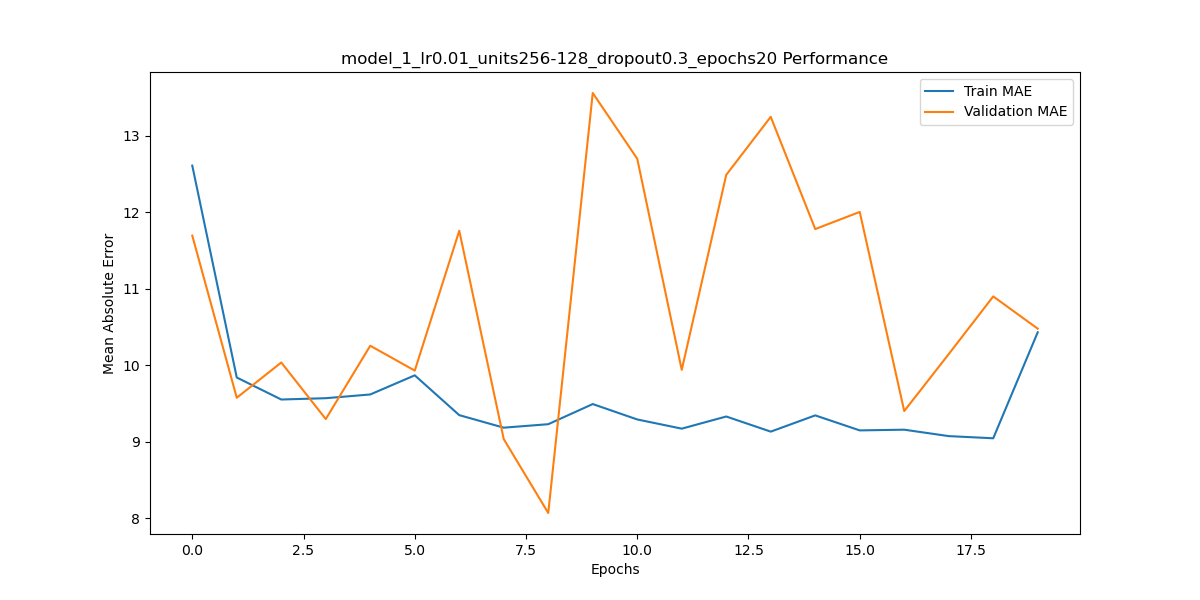 model_1_lr0.01_units256-128_dropout0.3_epochs20 Performance
Train MAE
Validation MAE
Mean Absolute Error
13
12
11
10
9
8
0.0 2.5 5.0 7.5 10.0 12.5 15.0 17.5
Epochs